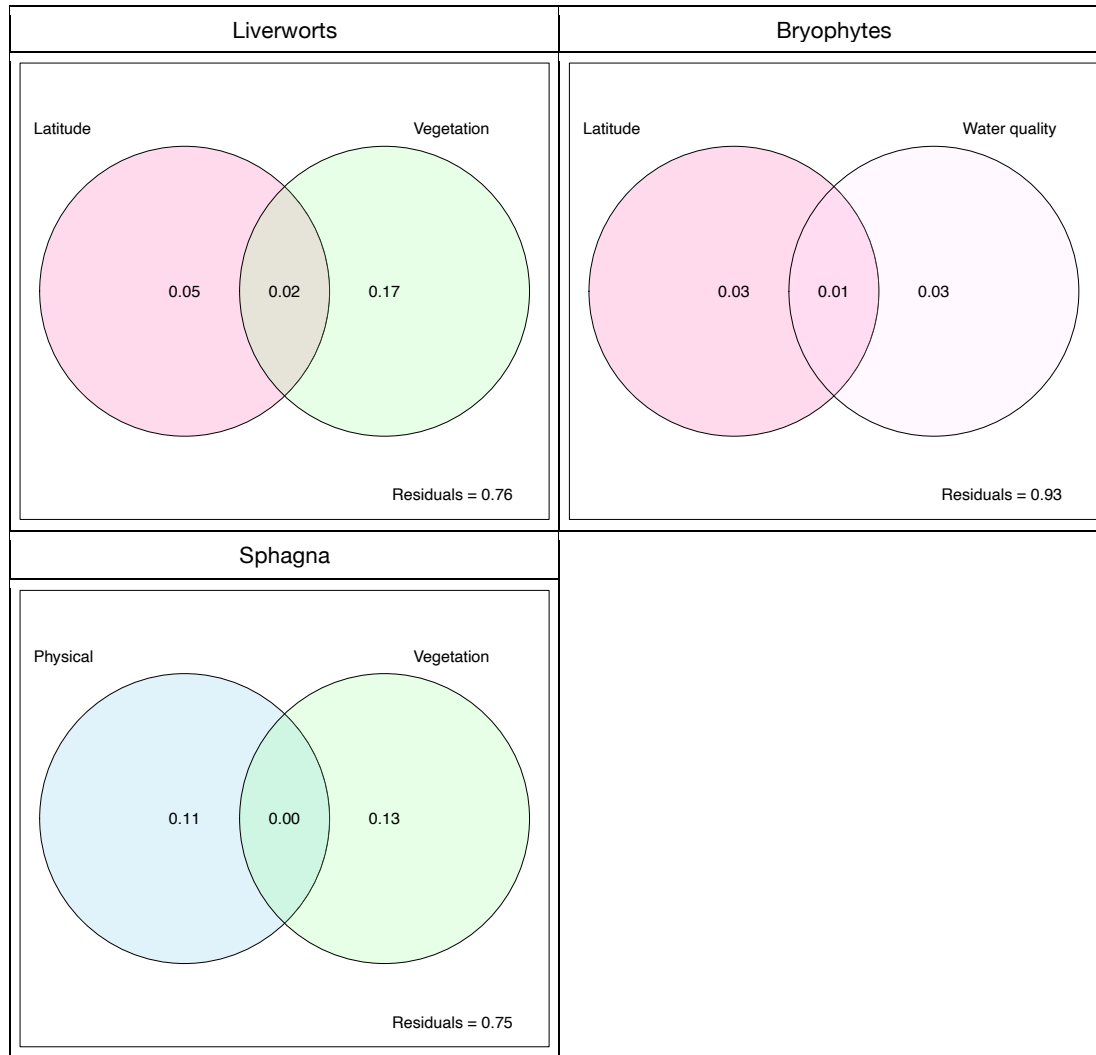 Liverworts
Bryophytes
Latitude
Vegetation
0.05
0.02
0.17
Residuals = 0.76
Latitude
Water quality
0.03
0.01
0.03
Residuals = 0.93
Sphagna
Physical
Vegetation
0.11
0.00
0.13
Residuals = 0.75